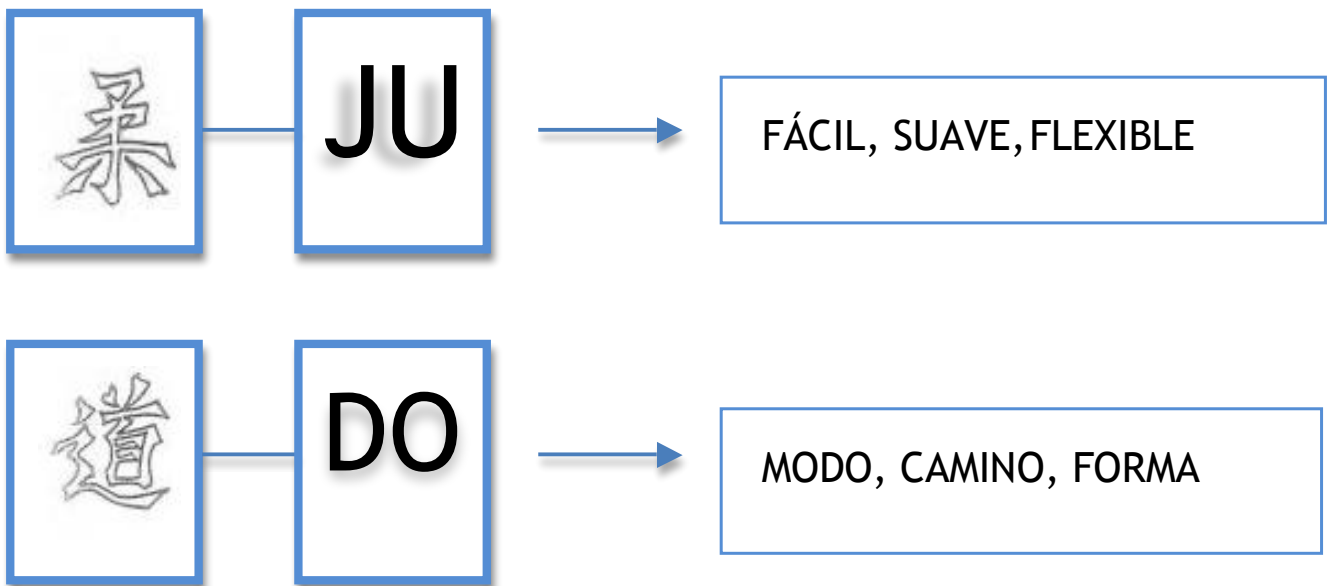 柔
JU
FÁCIL, SUAVE, FLEXIBLE
道
DO
MODO, CAMINO, FORMA